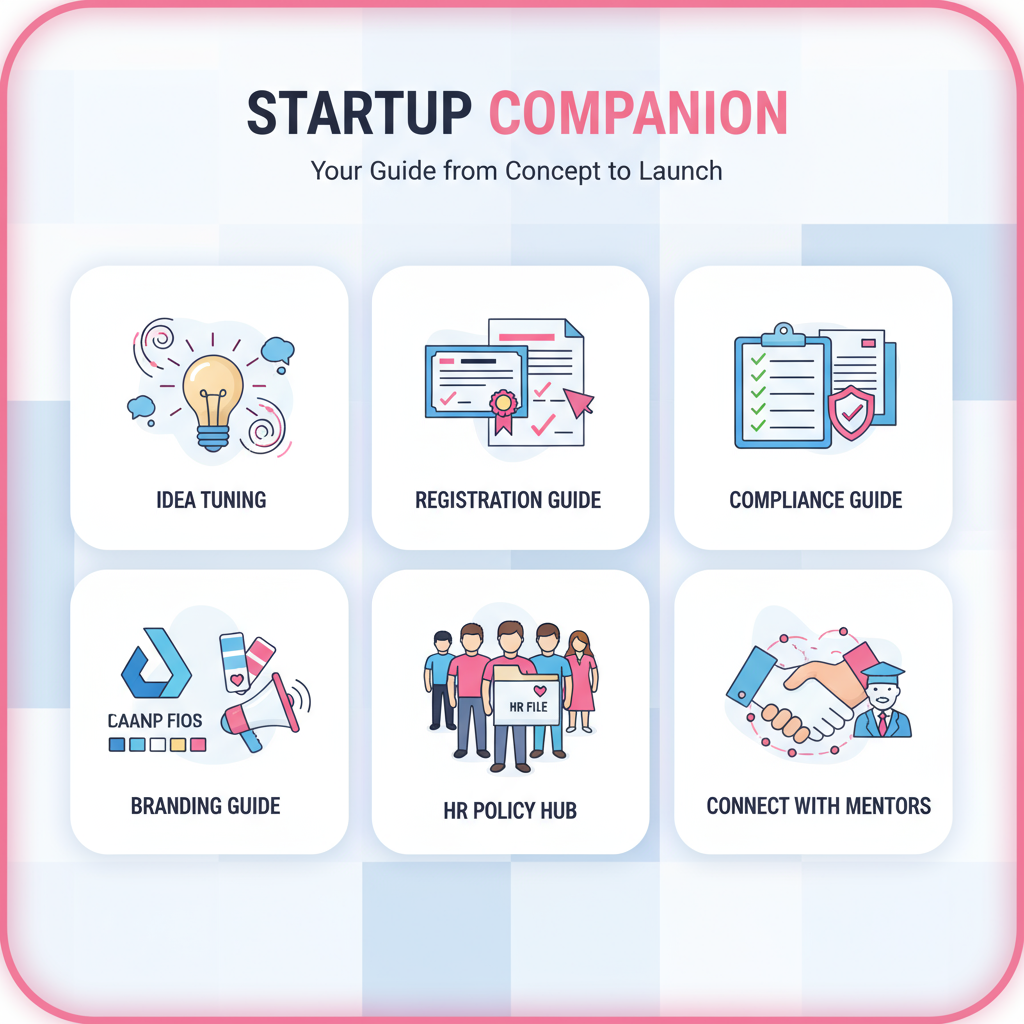 STARTUP COMPANION
Your Guide from Concept to Launch
IDEA TUNING
REGISTRATION GUIDE
COMPLIANCE GUIDE
CAANP FIOS
BRANDING GUIDE
HR FILE
HR POLICY HUB
CONNECT WITH MENTORS